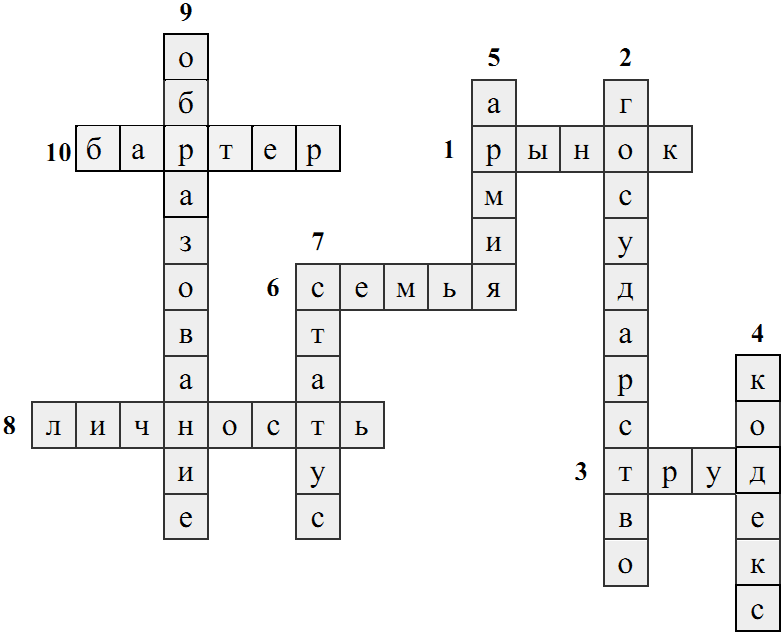 9
о 5 2
б а г
10 б а р т е р 1 р ы н о к
а м с
з 7 и у
о 6 с е м ь я д
в т а 4
а а р к
8 л и ч н о с т ь с о
и у 3 т р у д
е с в е
о к
с